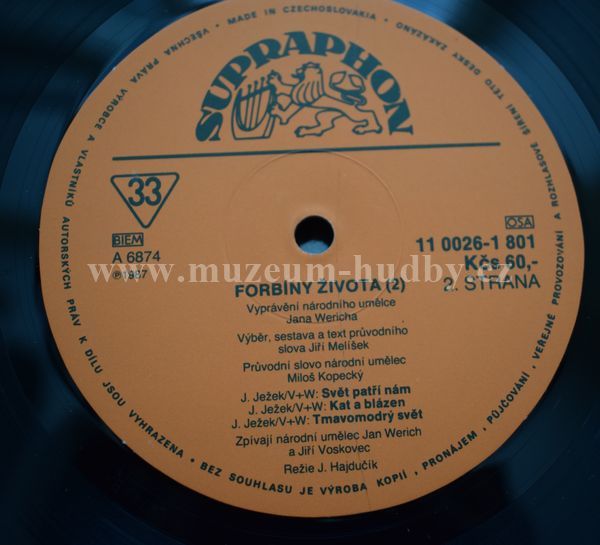 SUPRAPHON
33
BIEM
A 6874
Ⓟ 1987
OSA
11 0026-1 801
Kčs 60,-
2. STRANA
FORBÍNY ŽIVOTA (2)
Vyprávění národního umělce
Jana Wericha
Výběr, sestava a text průvodního
slova Jiří Melíšek
Průvodní slovo národní umělec
Miloš Kopecký
J. Ježek/V+W: Svět patří nám
J. Ježek/V+W: Kat a blázen
J. Ježek/V+W: Tmavomodrý svět
Zpívají národní umělec Jan Werich
a Jiří Voskovec
Režie J. Hajdučík
MADE IN CZECHOSLOVAKIA • VŠECHNA PRÁVA VÝROBCE A VLASTNÍKŮ AUTORSKÝCH PRÁV K DÍLU JSOU VYHRAZENA • BEZ SOUHLASU JE VÝROBA KOPIÍ, PRONÁJEM, PŮJČOVÁNÍ, VEŘEJNÉ PROVOZOVÁNÍ A ROZHLASOVÉ ŠÍŘENÍ TÉTO DESKY ZAKÁZÁNO
www.muzeum-hudby.cz